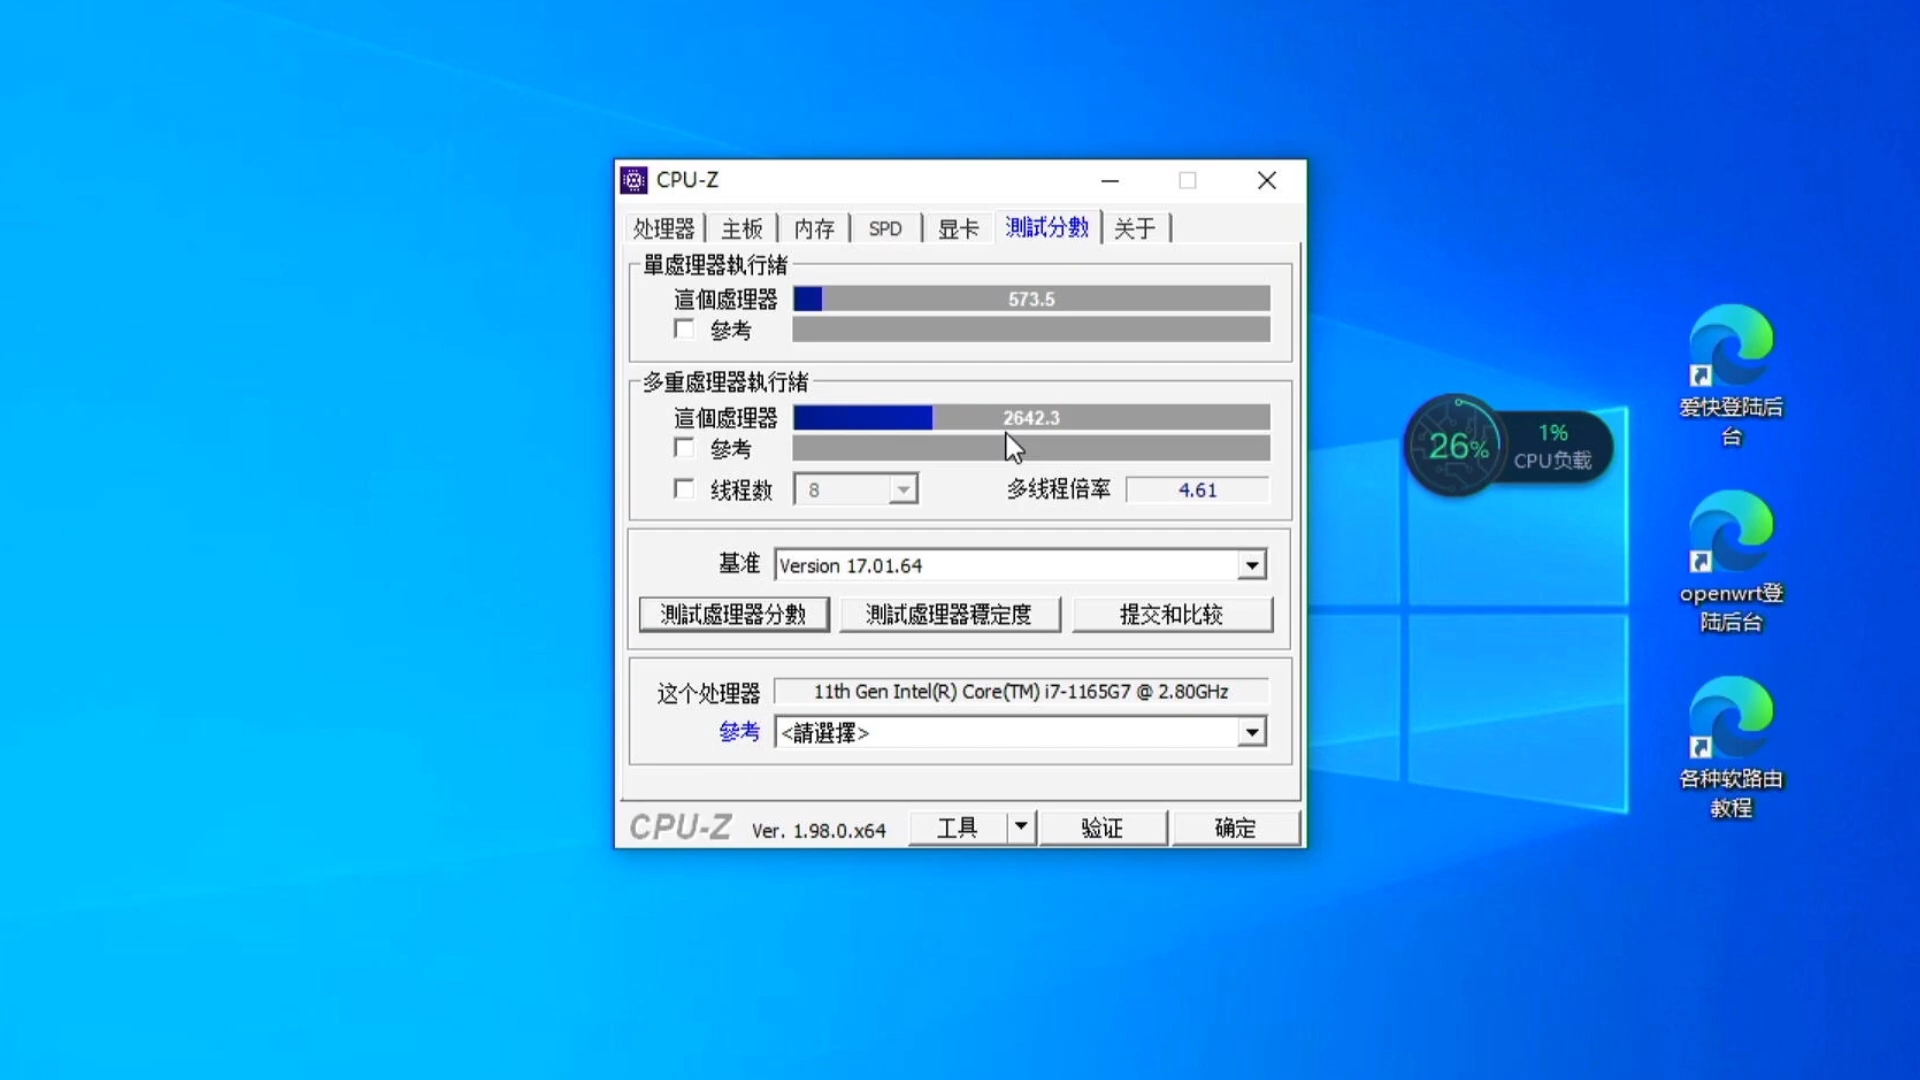 CPU-Z
处理器 主板 内存 SPD 显卡 測試分數 关于
單處理器執行緒
這個處理器 573.5
參考
多重處理器執行緒
這個處理器 2642.3
參考
线程数 8 多线程倍率 4.61
基准 Version 17.01.64
測試處理器分數 測試處理器穩定度 提交和比较
这个处理器 11th Gen Intel(R) Core(TM) i7-1165G7 @ 2.80GHz
參考 <請選擇>
CPU-Z Ver. 1.98.0.x64 工具 验证 确定
26%
1%
CPU负载
爱快登陆后
台
openwrt登
陆后台
各种软路由
教程